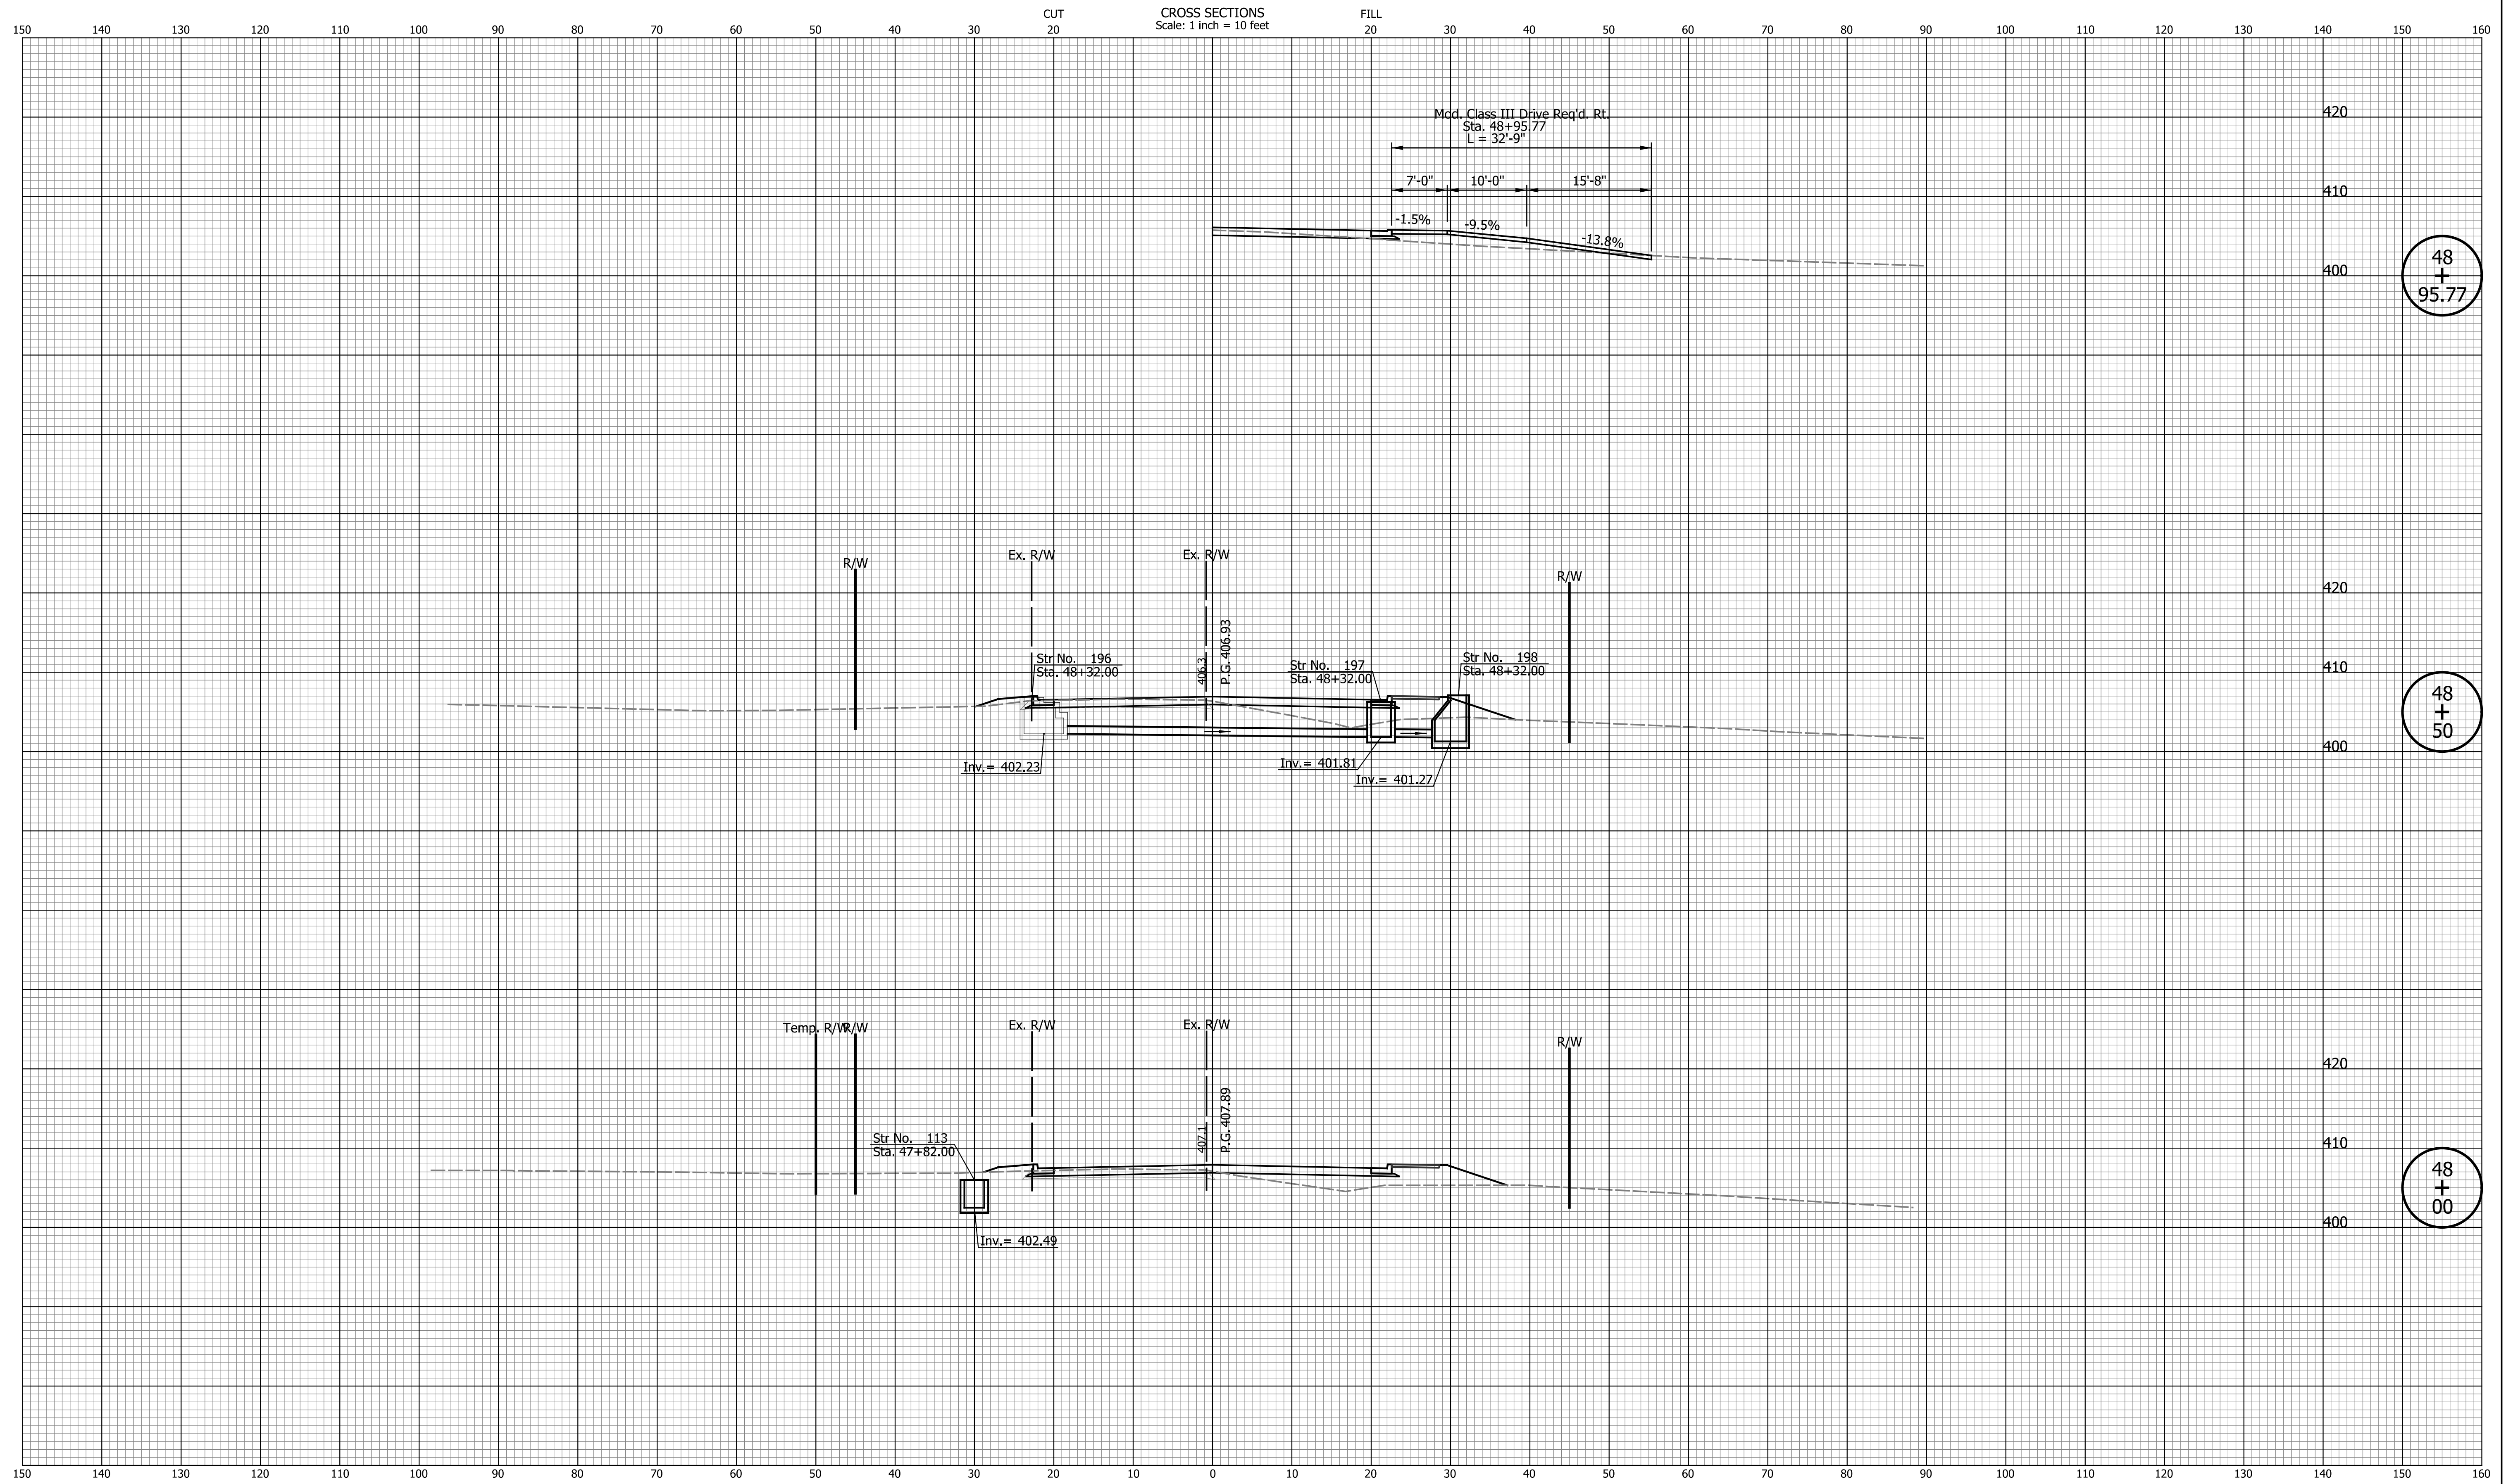 CUT CROSS SECTIONS FILL
Scale: 1 inch = 10 feet
150 140 130 120 110 100 90 80 70 60 50 40 30 20 10 0 10 20 30 40 50 60 70 80 90 100 110 120 130 140 150 160
Mod. Class III Drive Req'd. Rt.
Sta. 48+95.77
L = 32'-9"
7'-0" 10'-0" 15'-8"
-1.5%
-9.5%
-13.8%
420
410
400
48
+
95.77
R/W
Ex. R/W
Ex. R/W
R/W
406.3
P.G. 406.93
Str No. 196
Sta. 48+32.00
Str No. 197
Sta. 48+32.00
Str No. 198
Sta. 48+32.00
Inv.= 402.23
Inv.= 401.81
Inv.= 401.27
420
410
400
48
+
50
Temp. R/W
R/W
Ex. R/W
Ex. R/W
R/W
407.1
P.G. 407.89
Str No. 113
Sta. 47+82.00
Inv.= 402.49
420
410
400
48
+
00
150 140 130 120 110 100 90 80 70 60 50 40 30 20 10 0 10 20 30 40 50 60 70 80 90 100 110 120 130 140 150 160